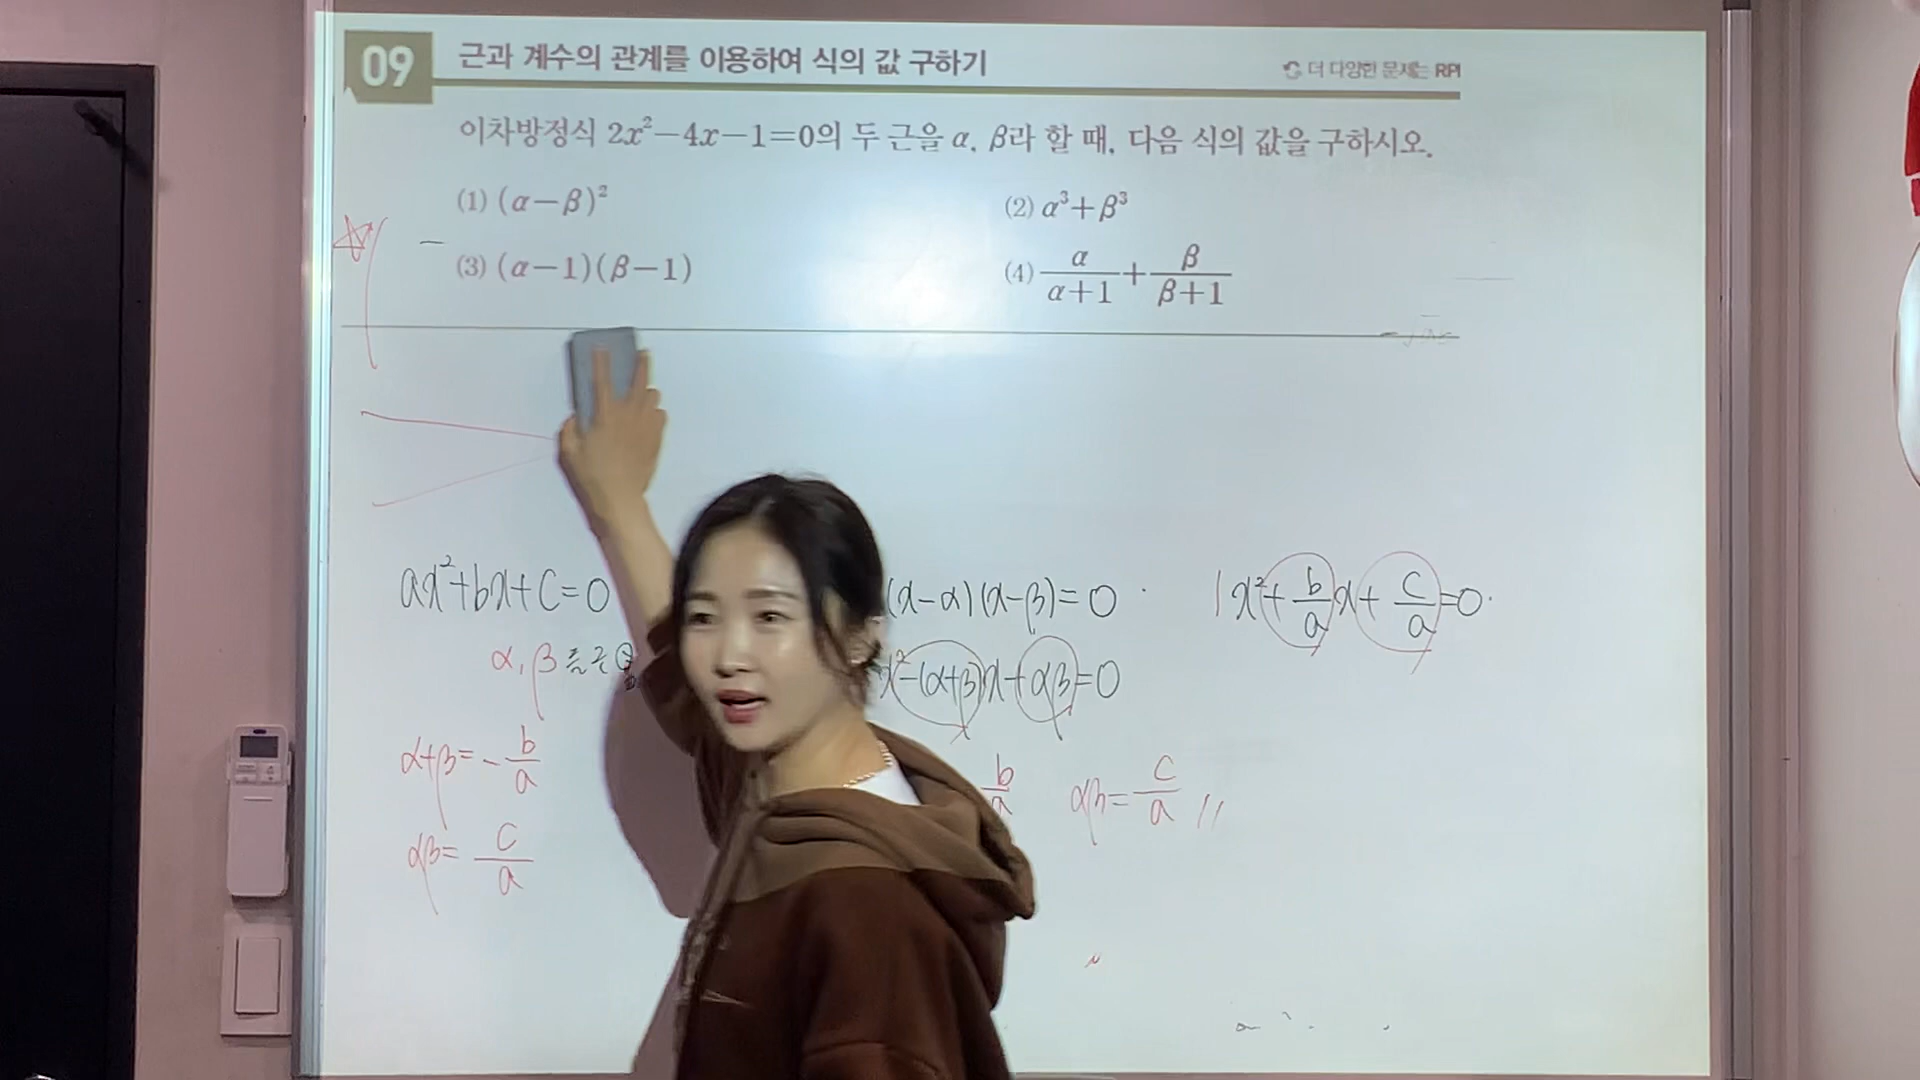 09 근과 계수의 관계를 이용하여 식의 값 구하기
더 다양한 문제는 RPM
이차방정식 2x²−4x−1=0의 두 근을 α, β라 할 때, 다음 식의 값을 구하시오.
(1) (α−β)² (2) α³+β³
(3) (α−1)(β−1) (4) α/(α+1) + β/(β+1)
ax²+bx+c=0 (x-α)(x-β)=0 1x²+b/a x+c/a=0
α, β
x²-(α+β)x+αβ=0
α+β=-b/a
b/a αβ=c/a
αβ=c/a